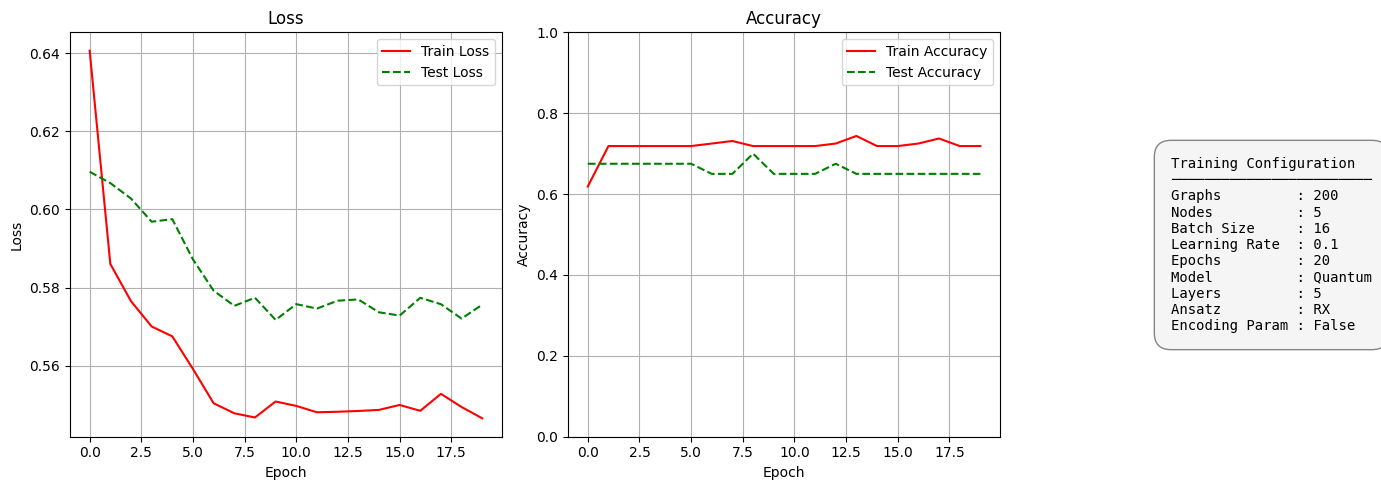 Loss
Train Loss
Test Loss
0.64
0.62
0.60
0.58
0.56
Loss
0.0 2.5 5.0 7.5 10.0 12.5 15.0 17.5
Epoch
Accuracy
Train Accuracy
Test Accuracy
1.0
0.8
0.6
0.4
0.2
0.0
Accuracy
0.0 2.5 5.0 7.5 10.0 12.5 15.0 17.5
Epoch
Training Configuration
Graphs : 200
Nodes : 5
Batch Size : 16
Learning Rate : 0.1
Epochs : 20
Model : Quantum
Layers : 5
Ansatz : RX
Encoding Param : False